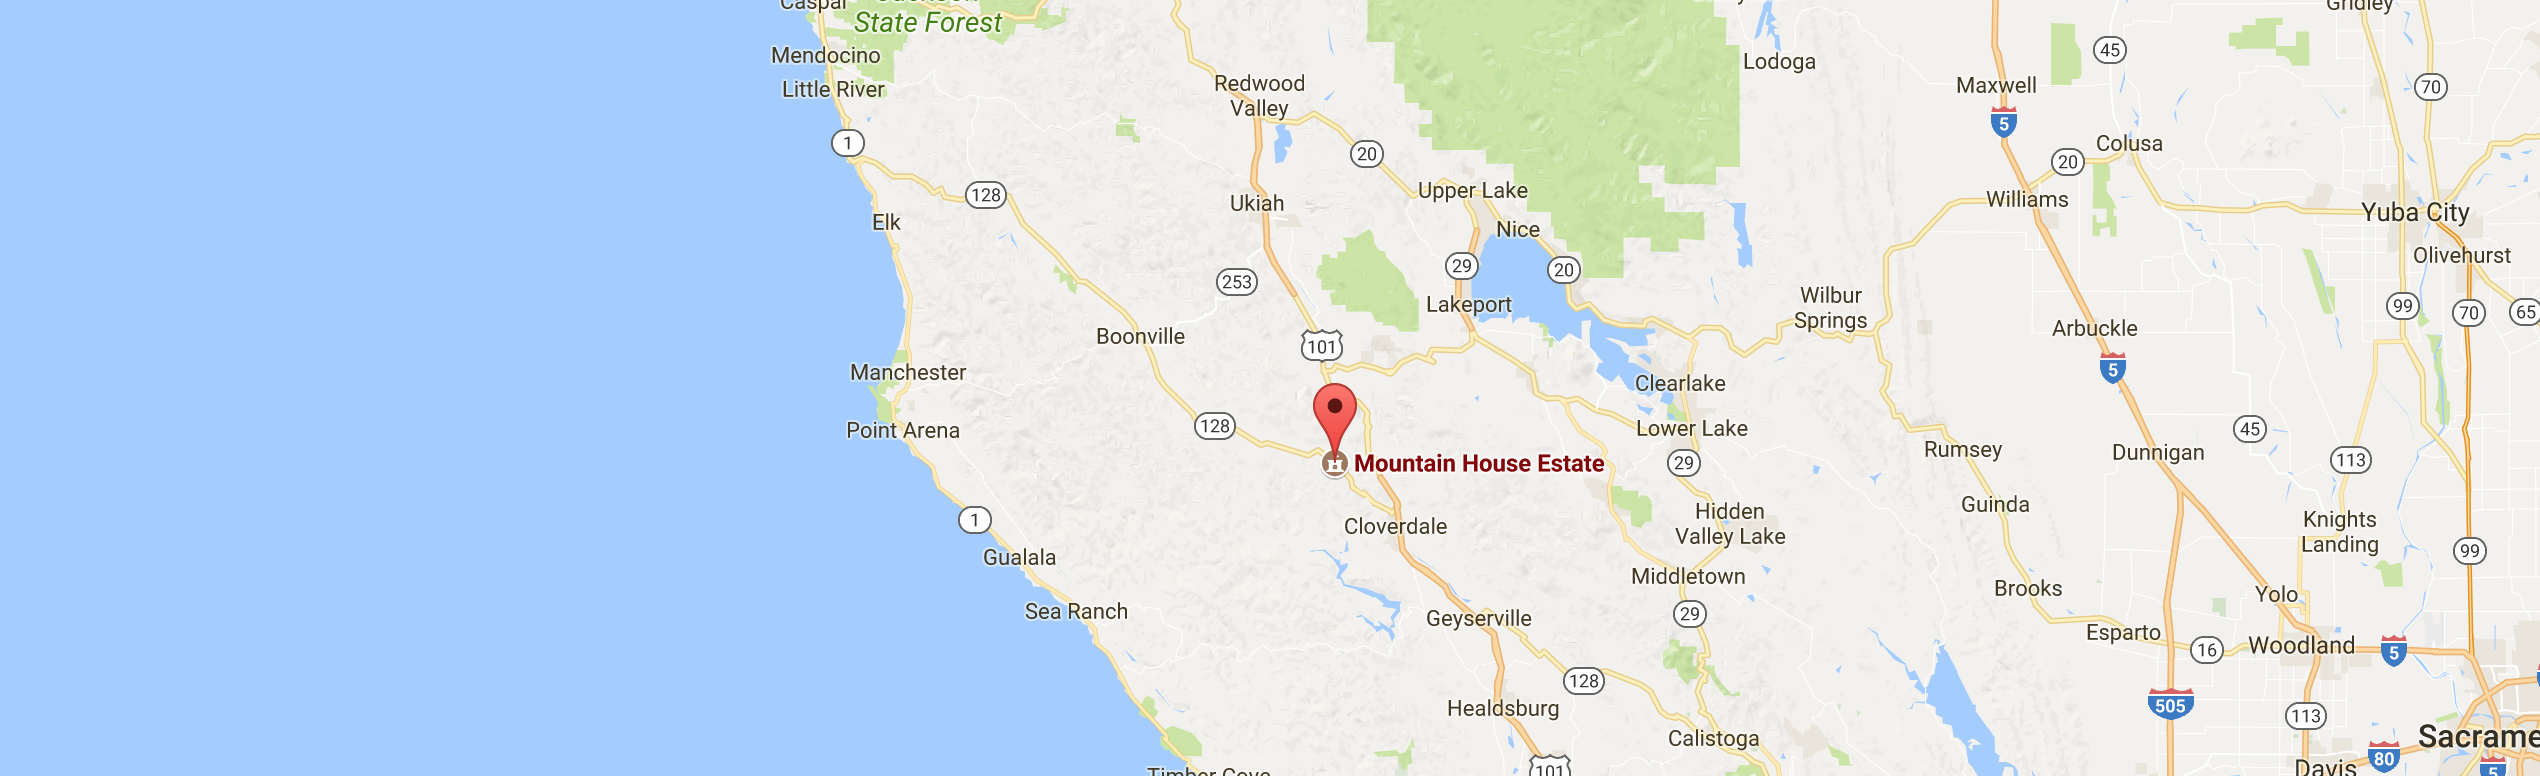 Caspar
State Forest
Gridley
Mendocino
Lodoga
45
Little River
Redwood
Valley
Maxwell
70
5
1
20
Colusa
20
128
Upper Lake
Ukiah
Williams
Yuba City
Elk
Nice
Olivehurst
29
20
253
Lakeport
Wilbur
Springs
99
70
65
Boonville
101
Arbuckle
5
Manchester
Clearlake
Point Arena
128
Lower Lake
45
Mountain House Estate
29
Rumsey
Dunnigan
113
Guinda
1
Cloverdale
Hidden
Valley Lake
Knights
Landing
99
Gualala
Middletown
Brooks
Yolo
Sea Ranch
Geyserville
29
Esparto
16
Woodland
5
128
Healdsburg
505
113
Calistoga
Sacrame
80
5
Timber Cove
101
Davis